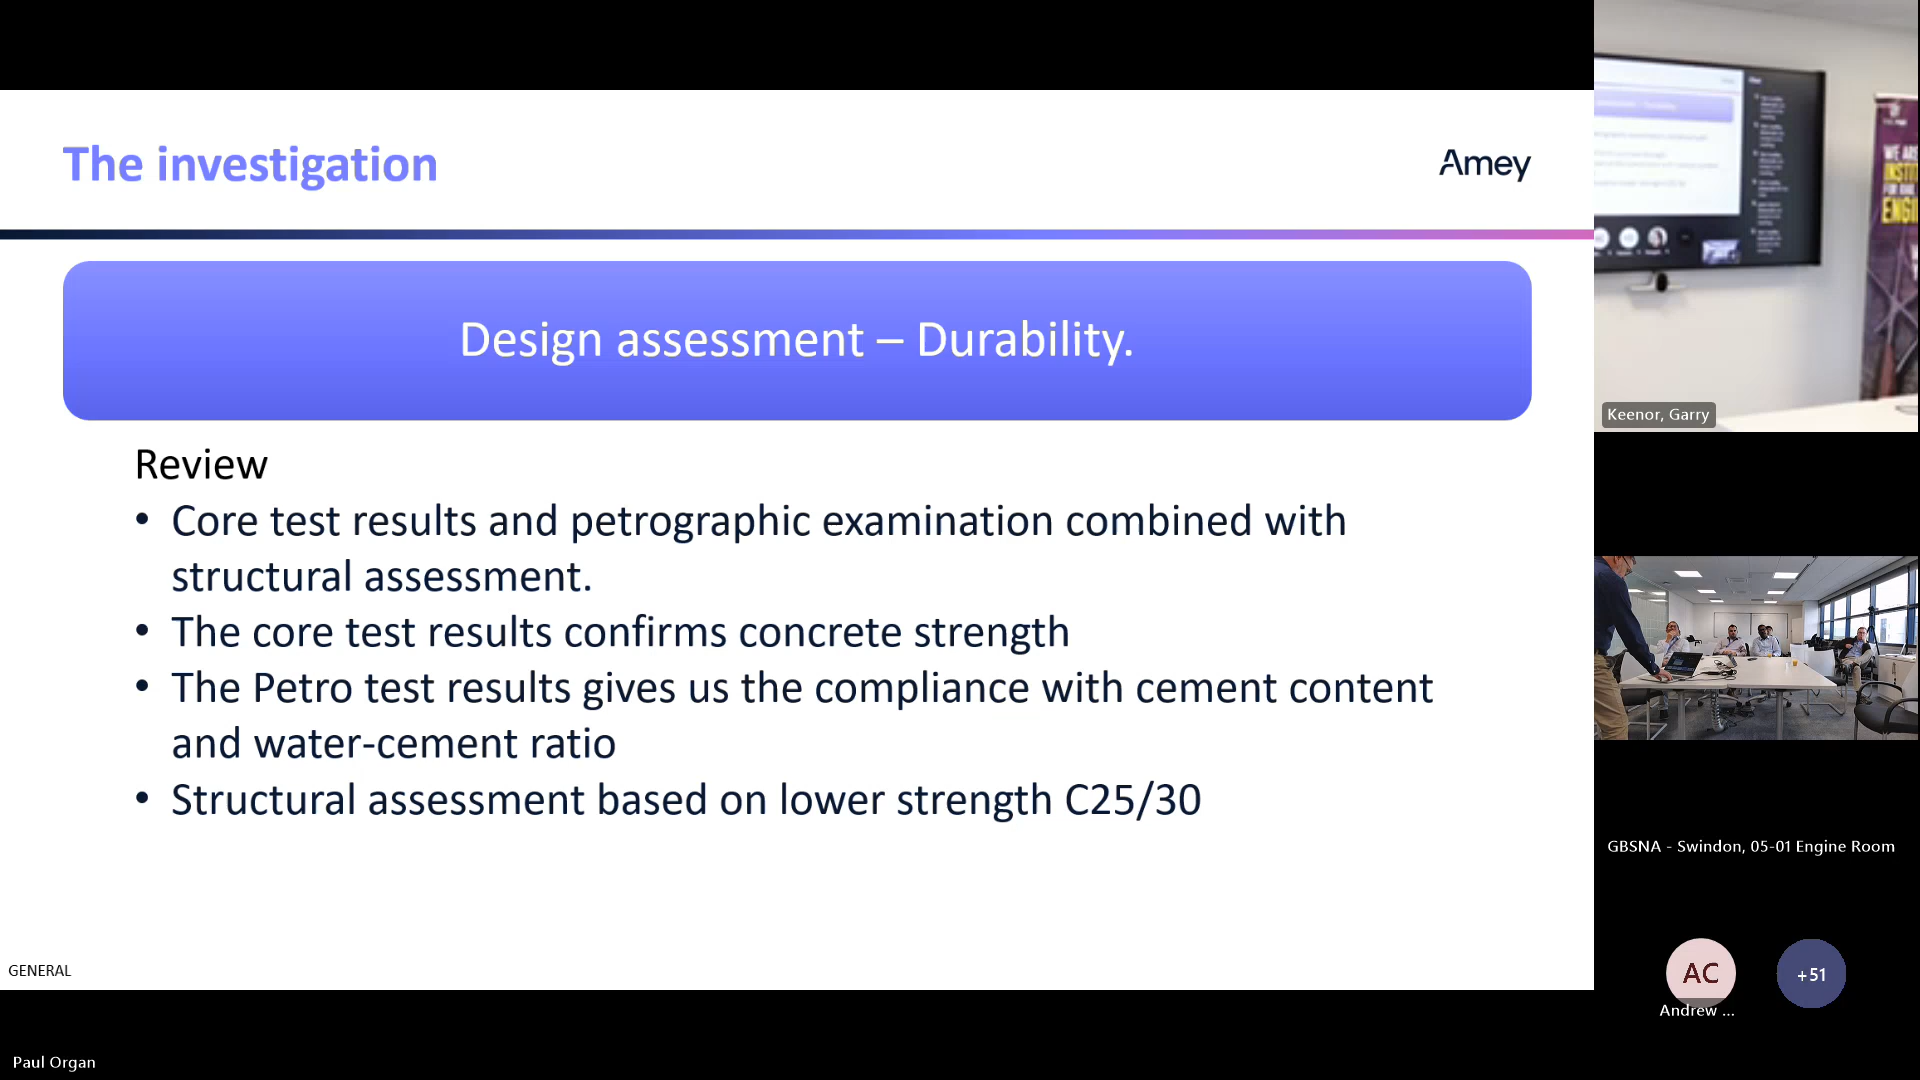 The investigation
Amey
Design assessment – Durability.
Review
• Core test results and petrographic examination combined with
structural assessment.
• The core test results confirms concrete strength
• The Petro test results gives us the compliance with cement content
and water-cement ratio
• Structural assessment based on lower strength C25/30
GENERAL
Paul Organ
WE ARE
ENGI
Keenor, Garry
GBSNA - Swindon, 05-01 Engine Room
AC
+51
Andrew ...